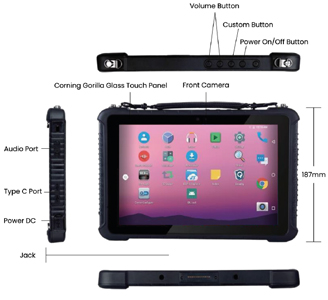 Volume Button
Custom Button
Power On/Off Button
Corning Gorilla Glass Touch Panel
Front Camera
Audio Port
Type C Port
Power DC
Jack
187mm